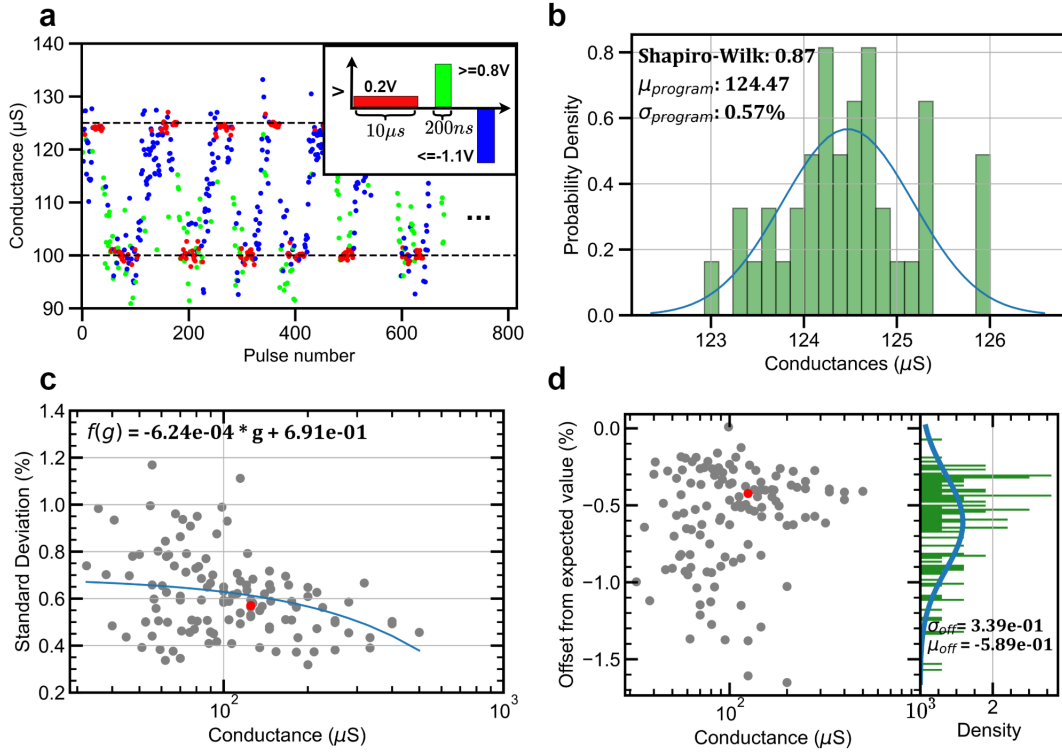 a
140
130
120
110
100
90
Conductance (μS)
0
200
400
600
800
Pulse number
...
V
0.2V
>=0.8V
10μs
200ns
<=-1.1V
b
0.8
0.6
0.4
0.2
0.0
Probability Density
Shapiro-Wilk: 0.87
μprogram: 124.47
σprogram: 0.57%
123
124
125
126
Conductances (μS)
c
1.4
1.2
1.0
0.8
0.6
0.4
0.2
Standard Deviation (%)
f(g) = -6.24e-04 * g + 6.91e-01
10²
10³
Conductance (μS)
d
0.0
−0.5
−1.0
−1.5
Offset from expected value (%)
10²
10³
Conductance (μS)
σoff = 3.39e-01
μoff = -5.89e-01
2
Density